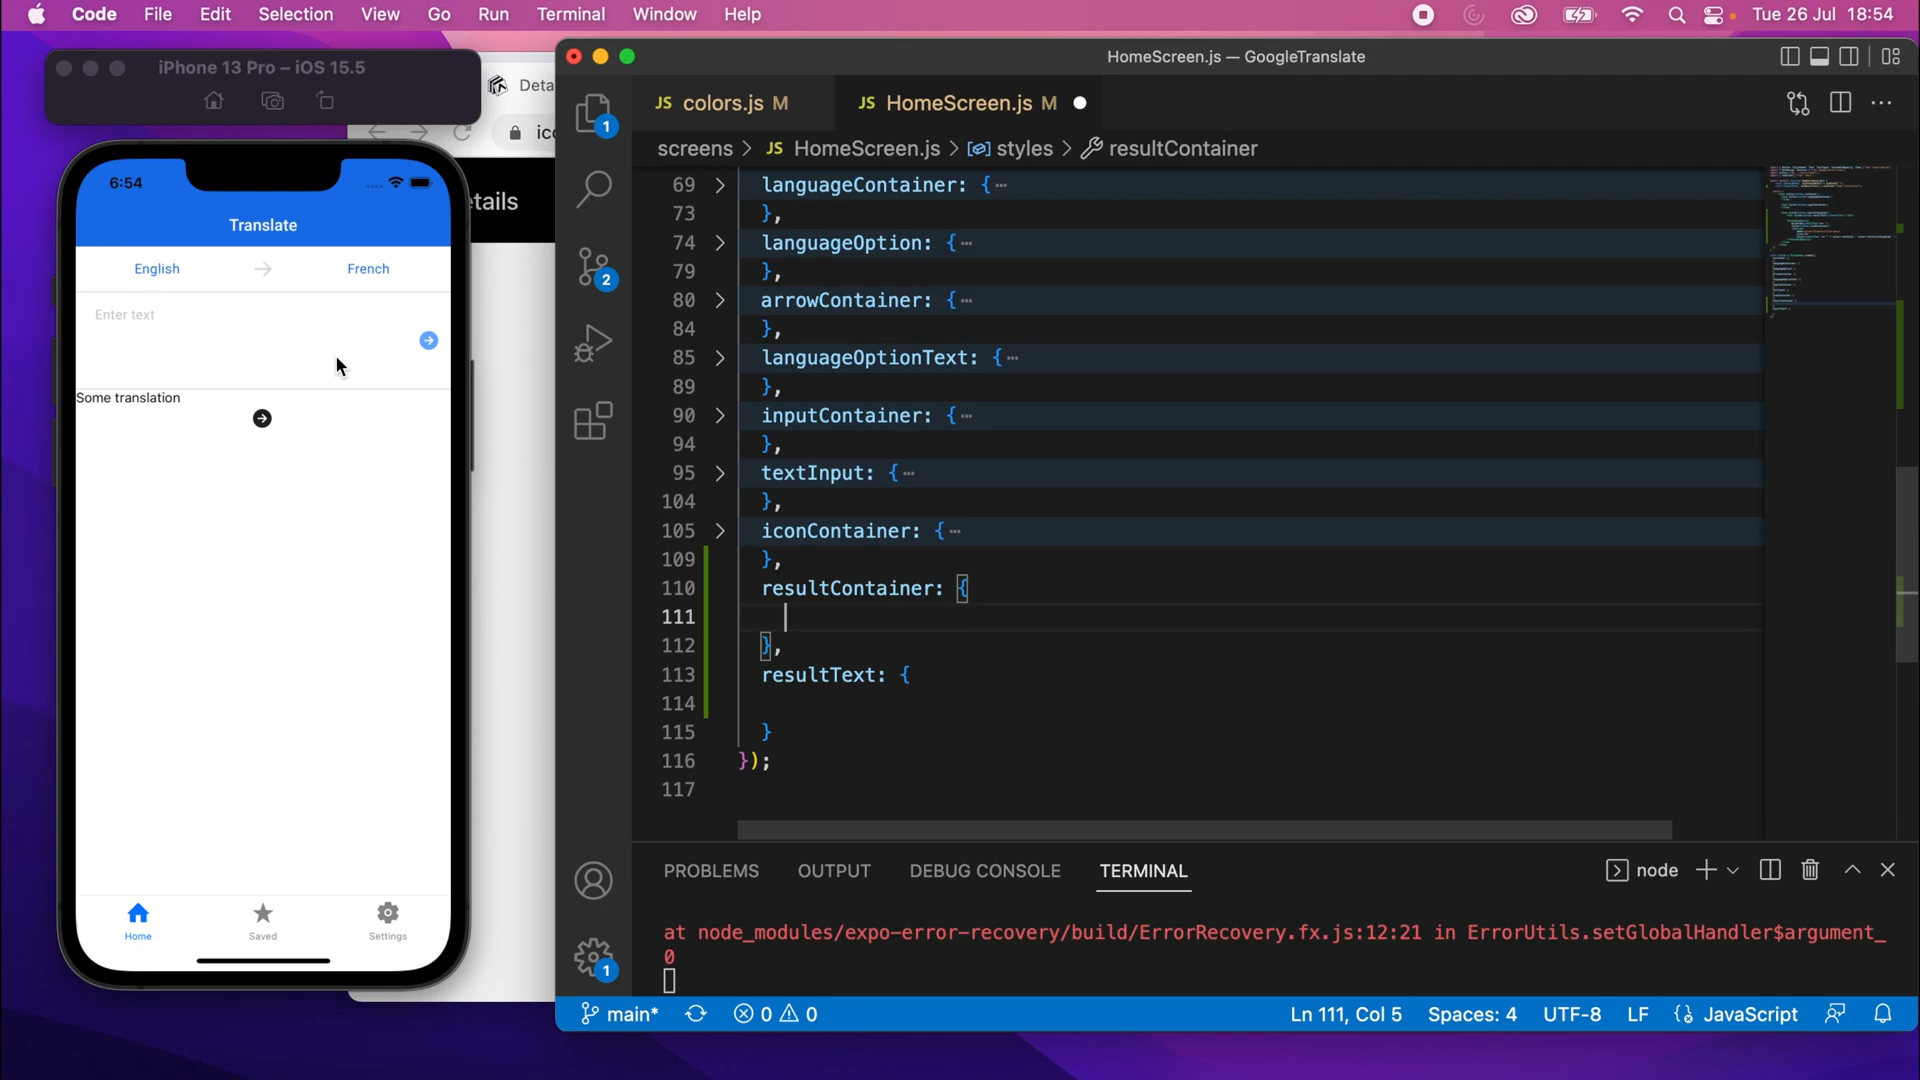 Code File Edit Selection View Go Run Terminal Window Help Tue 26 Jul 18:54
iPhone 13 Pro – iOS 15.5
Deta
etails
6:54
Translate
English French
Enter text
Some translation
Home Saved Settings
HomeScreen.js — GoogleTranslate
JS colors.js M JS HomeScreen.js M
screens > JS HomeScreen.js > styles > resultContainer
1
2
1
69 languageContainer: {⋯
73 },
74 languageOption: {⋯
79 },
80 arrowContainer: {⋯
84 },
85 languageOptionText: {⋯
89 },
90 inputContainer: {⋯
94 },
95 textInput: {⋯
104 },
105 iconContainer: {⋯
109 },
110 resultContainer: {
111
112 },
113 resultText: {
114
115 }
116 });
117
PROBLEMS OUTPUT DEBUG CONSOLE TERMINAL node
at node_modules/expo-error-recovery/build/ErrorRecovery.fx.js:12:21 in ErrorUtils.setGlobalHandler$argument_
0
main* 0 0 Ln 111, Col 5 Spaces: 4 UTF-8 LF JavaScript